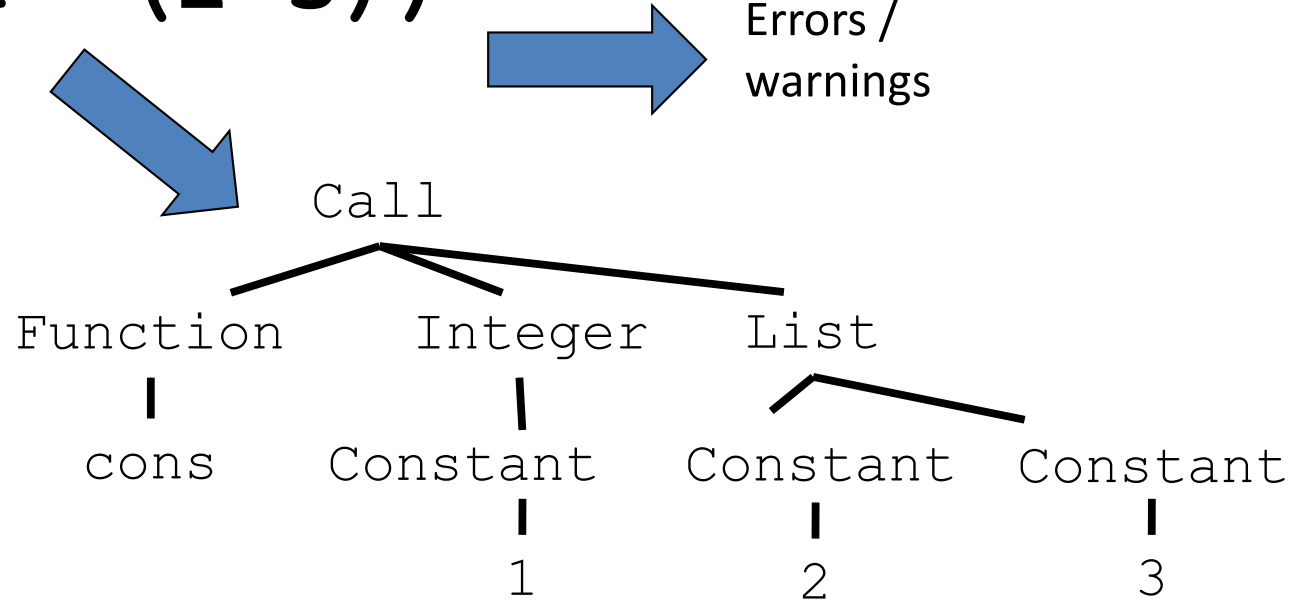 Errors /
warnings
Call
Function Integer List
cons Constant Constant Constant
1 2 3